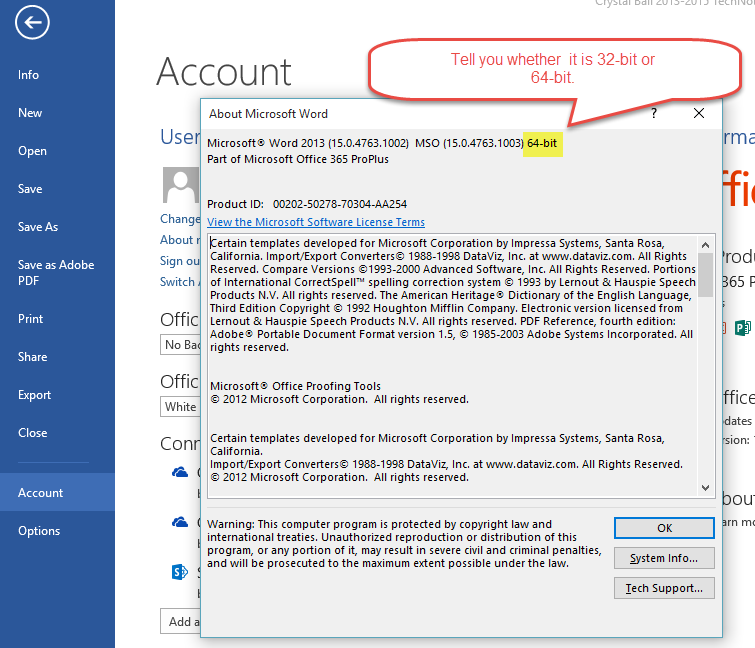 Crystal Ball 2013-2015 TechNo
Tell you whether it is 32-bit or
64-bit.
Info
New
Open
Save
Save As
Save as Adobe
PDF
Print
Share
Export
Close
Account
Options
Account
About Microsoft Word
?
Microsoft® Word 2013 (15.0.4763.1002) MSO (15.0.4763.1003) 64-bit
Part of Microsoft Office 365 ProPlus
Product ID: 00202-50278-70304-AA254
View the Microsoft Software License Terms
Certain templates developed for Microsoft Corporation by Impressa Systems, Santa Rosa,
California. Import/Export Converters© 1988-1998 DataViz, Inc. at www.dataviz.com. All Rights
Reserved. Compare Versions ©1993-2000 Advanced Software, Inc. All Rights Reserved. Portions
of International CorrectSpell™ spelling correction system © 1993 by Lernout & Hauspie Speech
Products N.V. All rights reserved. The American Heritage® Dictionary of the English Language,
Third Edition Copyright © 1992 Houghton Mifflin Company. Electronic version licensed from
Lernout & Hauspie Speech Products N.V. All rights reserved. PDF Reference, fourth edition:
Adobe® Portable Document Format version 1.5, © 1985-2003 Adobe Systems Incorporated. All
rights reserved.
Microsoft® Office Proofing Tools
© 2012 Microsoft Corporation. All rights reserved.
Certain templates developed for Microsoft Corporation by Impressa Systems, Santa Rosa,
California.
Import/Export Converters© 1988-1998 DataViz, Inc. at www.dataviz.com. All Rights Reserved.
© 2012 Microsoft Corporation. All rights reserved.
Warning: This computer program is protected by copyright law and
international treaties. Unauthorized reproduction or distribution of this
program, or any portion of it, may result in severe civil and criminal penalties,
and will be prosecuted to the maximum extent possible under the law.
OK
System Info...
Tech Support...
User
Change
About
Sign ou
Switch
Offic
No Bac
Offic
White
Conn
Add a